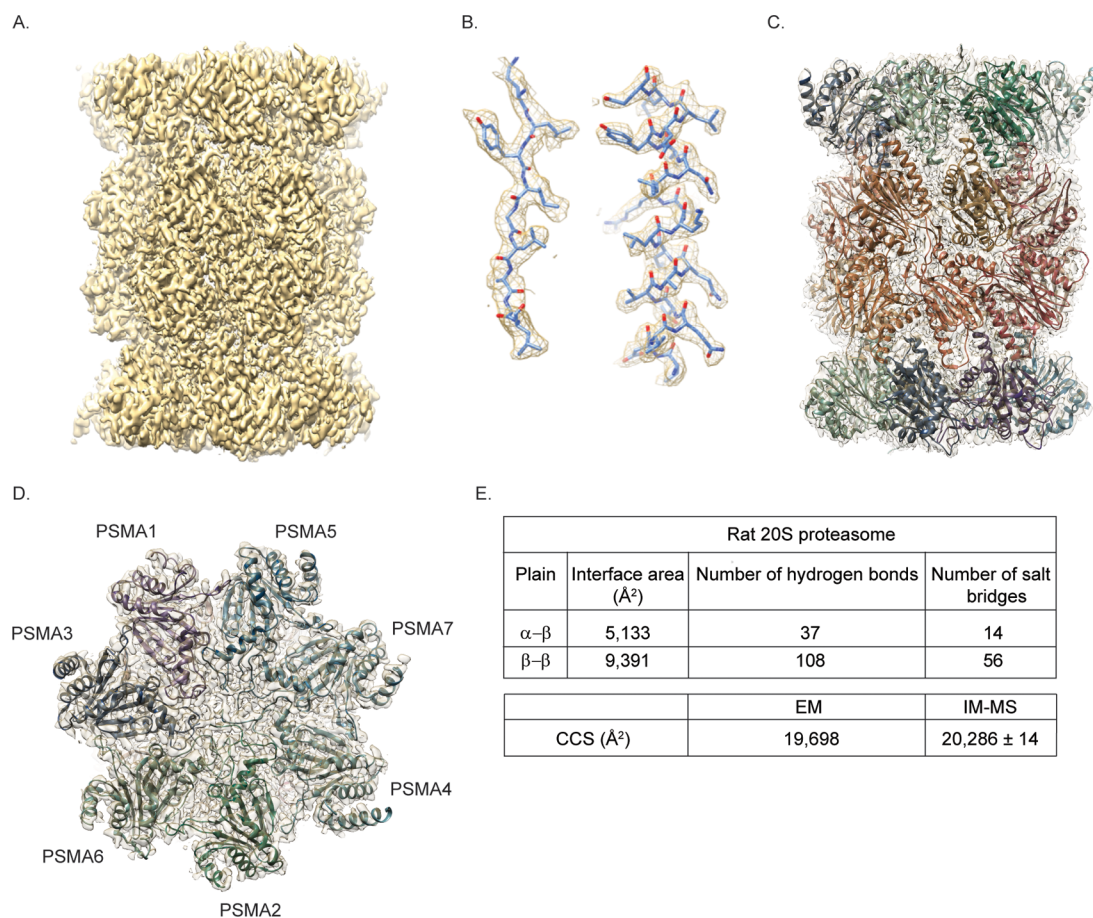 A.
B.
C.
D.
PSMA1
PSMA5
PSMA3
PSMA7
PSMA4
PSMA6
PSMA2
E.
Rat 20S proteasome
Plain Interface area (Å²) Number of hydrogen bonds Number of salt bridges
α–β 5,133 37 14
β–β 9,391 108 56
EM IM-MS
CCS (Å²) 19,698 20,286 ± 14